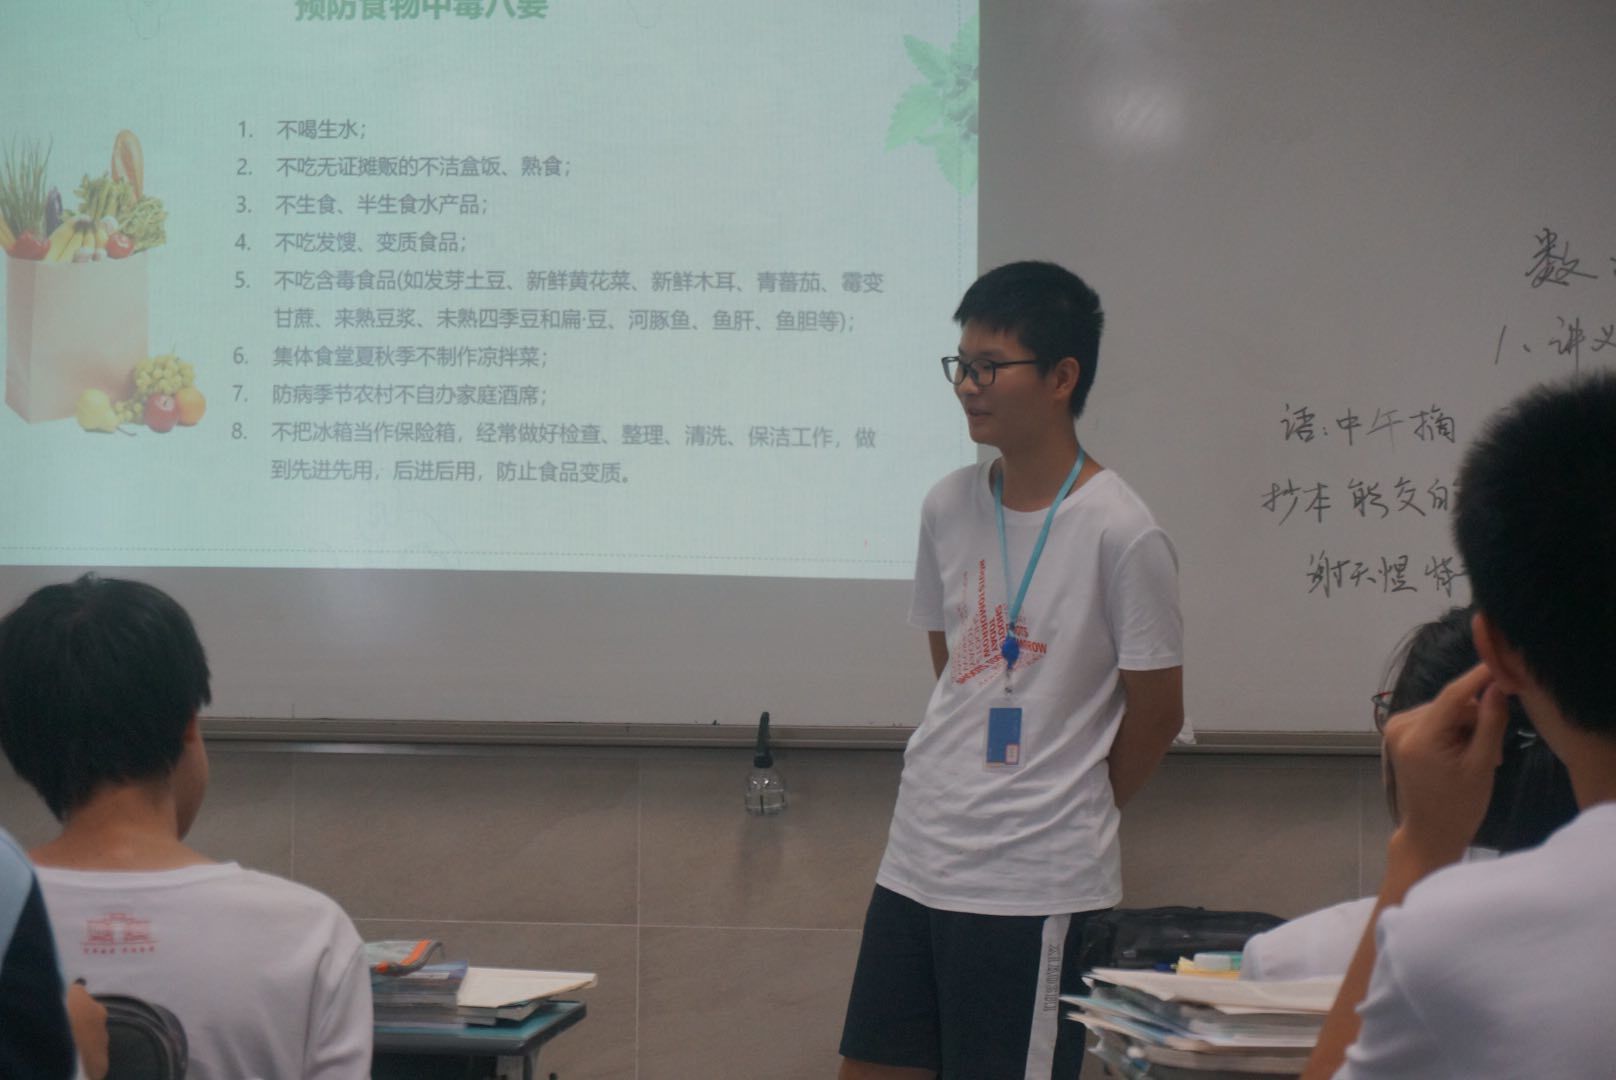 预防食物中毒八要
1. 不喝生水；
2. 不吃无证摊贩的不洁盒饭、熟食；
3. 不生食、半生食水产品；
4. 不吃发馊、变质食品；
5. 不吃含毒食品(如发芽土豆、新鲜黄花菜、新鲜木耳、青蕃茄、霉变
甘蔗、来熟豆浆、未熟四季豆和扁·豆、河豚鱼、鱼肝、鱼胆等)；
6. 集体食堂夏秋季不制作凉拌菜；
7. 防病季节农村不自办家庭酒席；
8. 不把冰箱当作保险箱，经常做好检查、整理、清洗、保洁工作，做
到先进先用，后进后用，防止食品变质。
数
1、讲义
语：中午摘
抄本 能交的
谢天煜
SHOOTS TOMORROW
TODAY